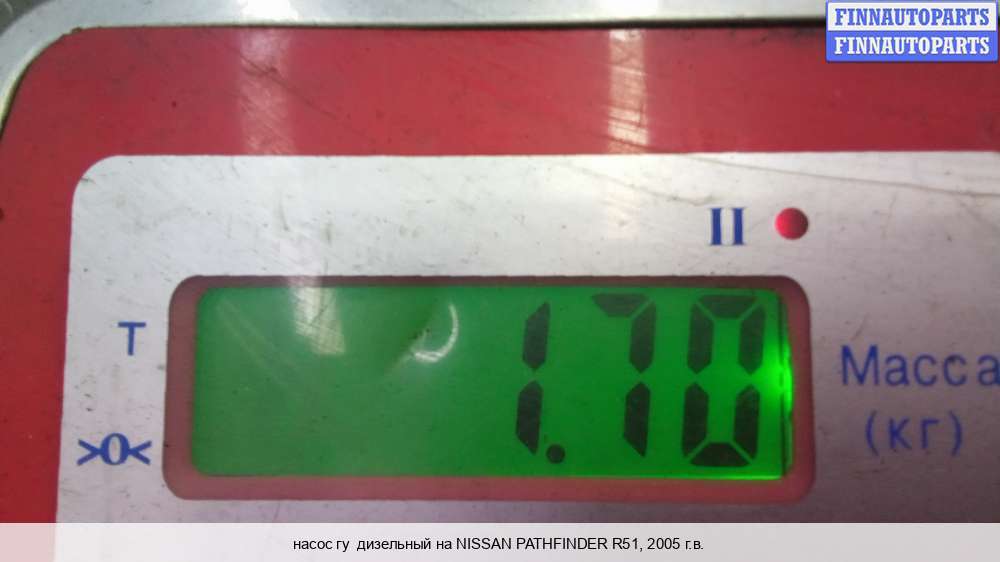 FINNAUTOPARTS
FINNAUTOPARTS
II
T
1.70
Масса
>0<
(кг)
насос гу дизельный на NISSAN PATHFINDER R51, 2005 г.в.